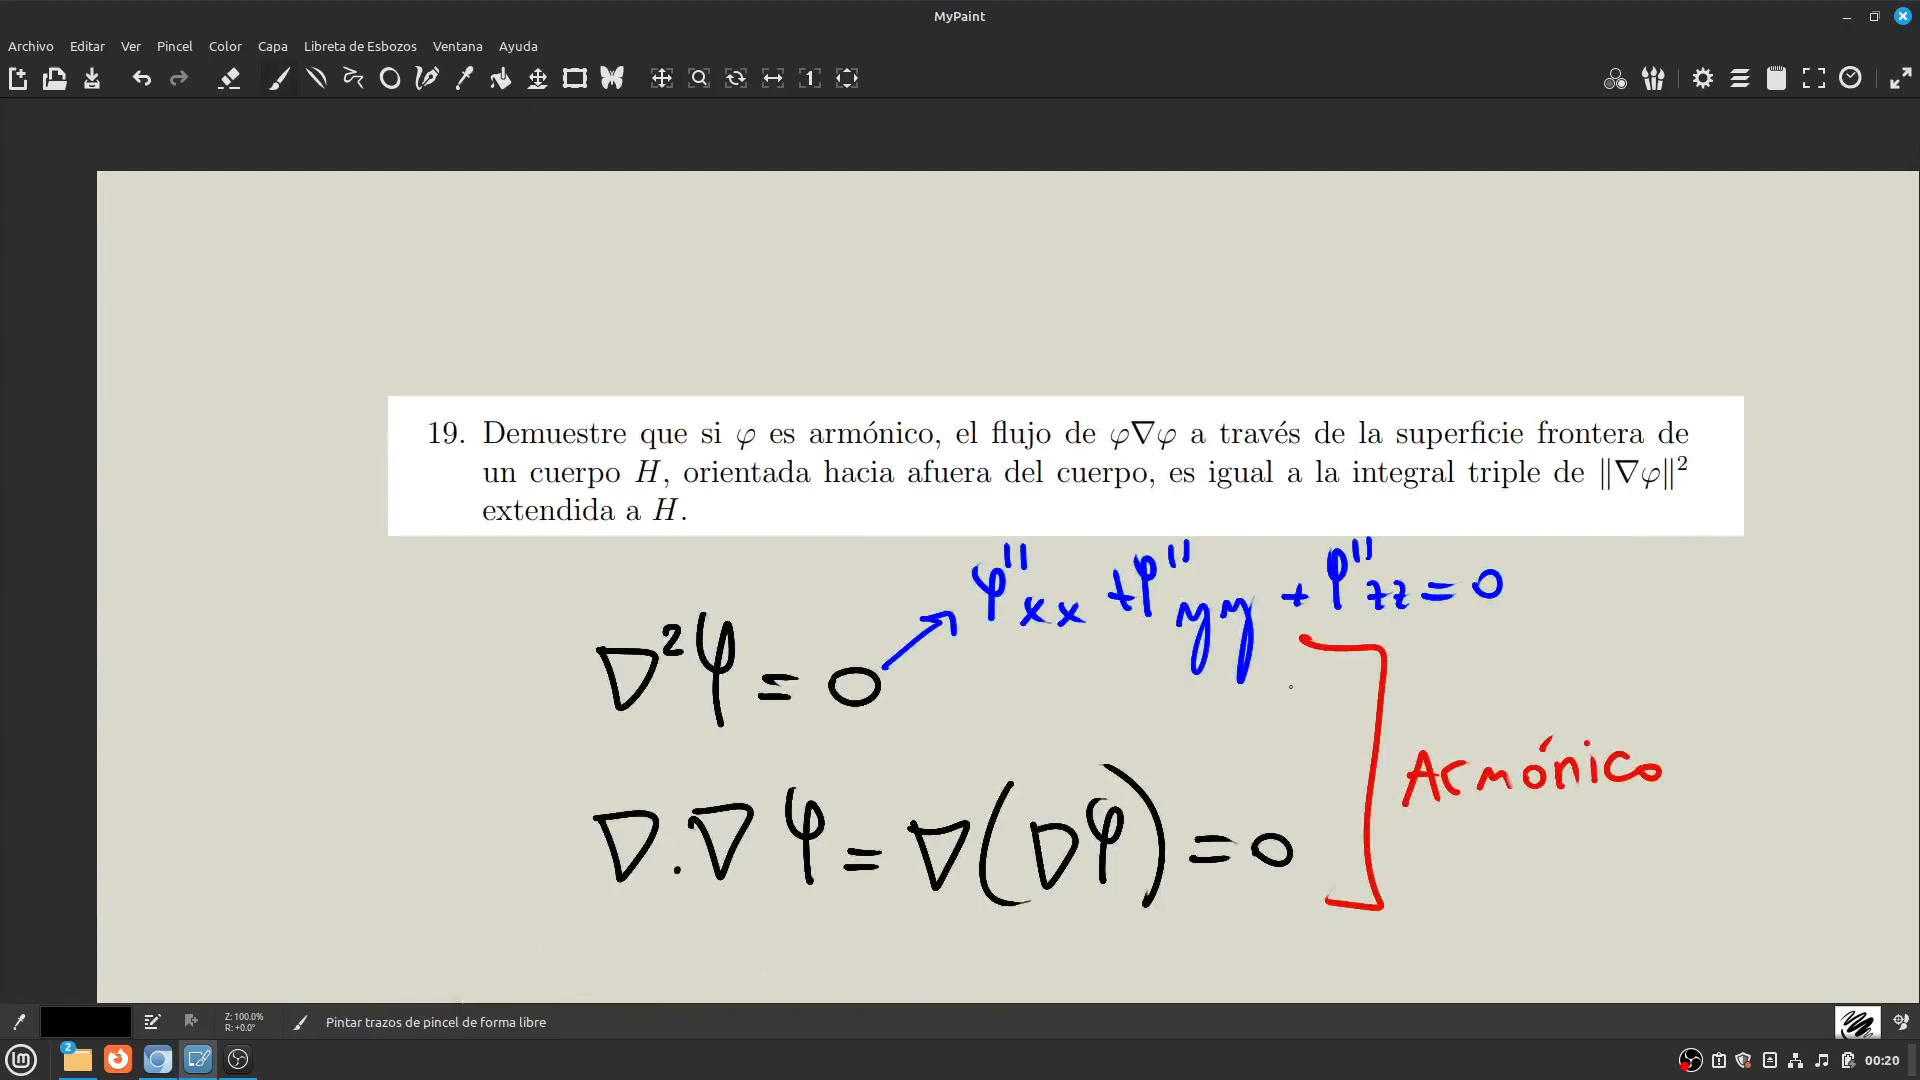 MyPaint
Archivo Editar Ver Pincel Color Capa Libreta de Esbozos Ventana Ayuda
19. Demuestre que si φ es armónico, el flujo de φ∇φ a través de la superficie frontera de
un cuerpo H, orientada hacia afuera del cuerpo, es igual a la integral triple de ‖∇φ‖²
extendida a H.
φ''xx + φ''yy + φ''zz = 0
∇²φ = 0
Armónico
∇·∇φ = ∇(∇φ) = 0
Z: 100.0%
R: +0.0°
Pintar trazos de pincel de forma libre
2
00:20